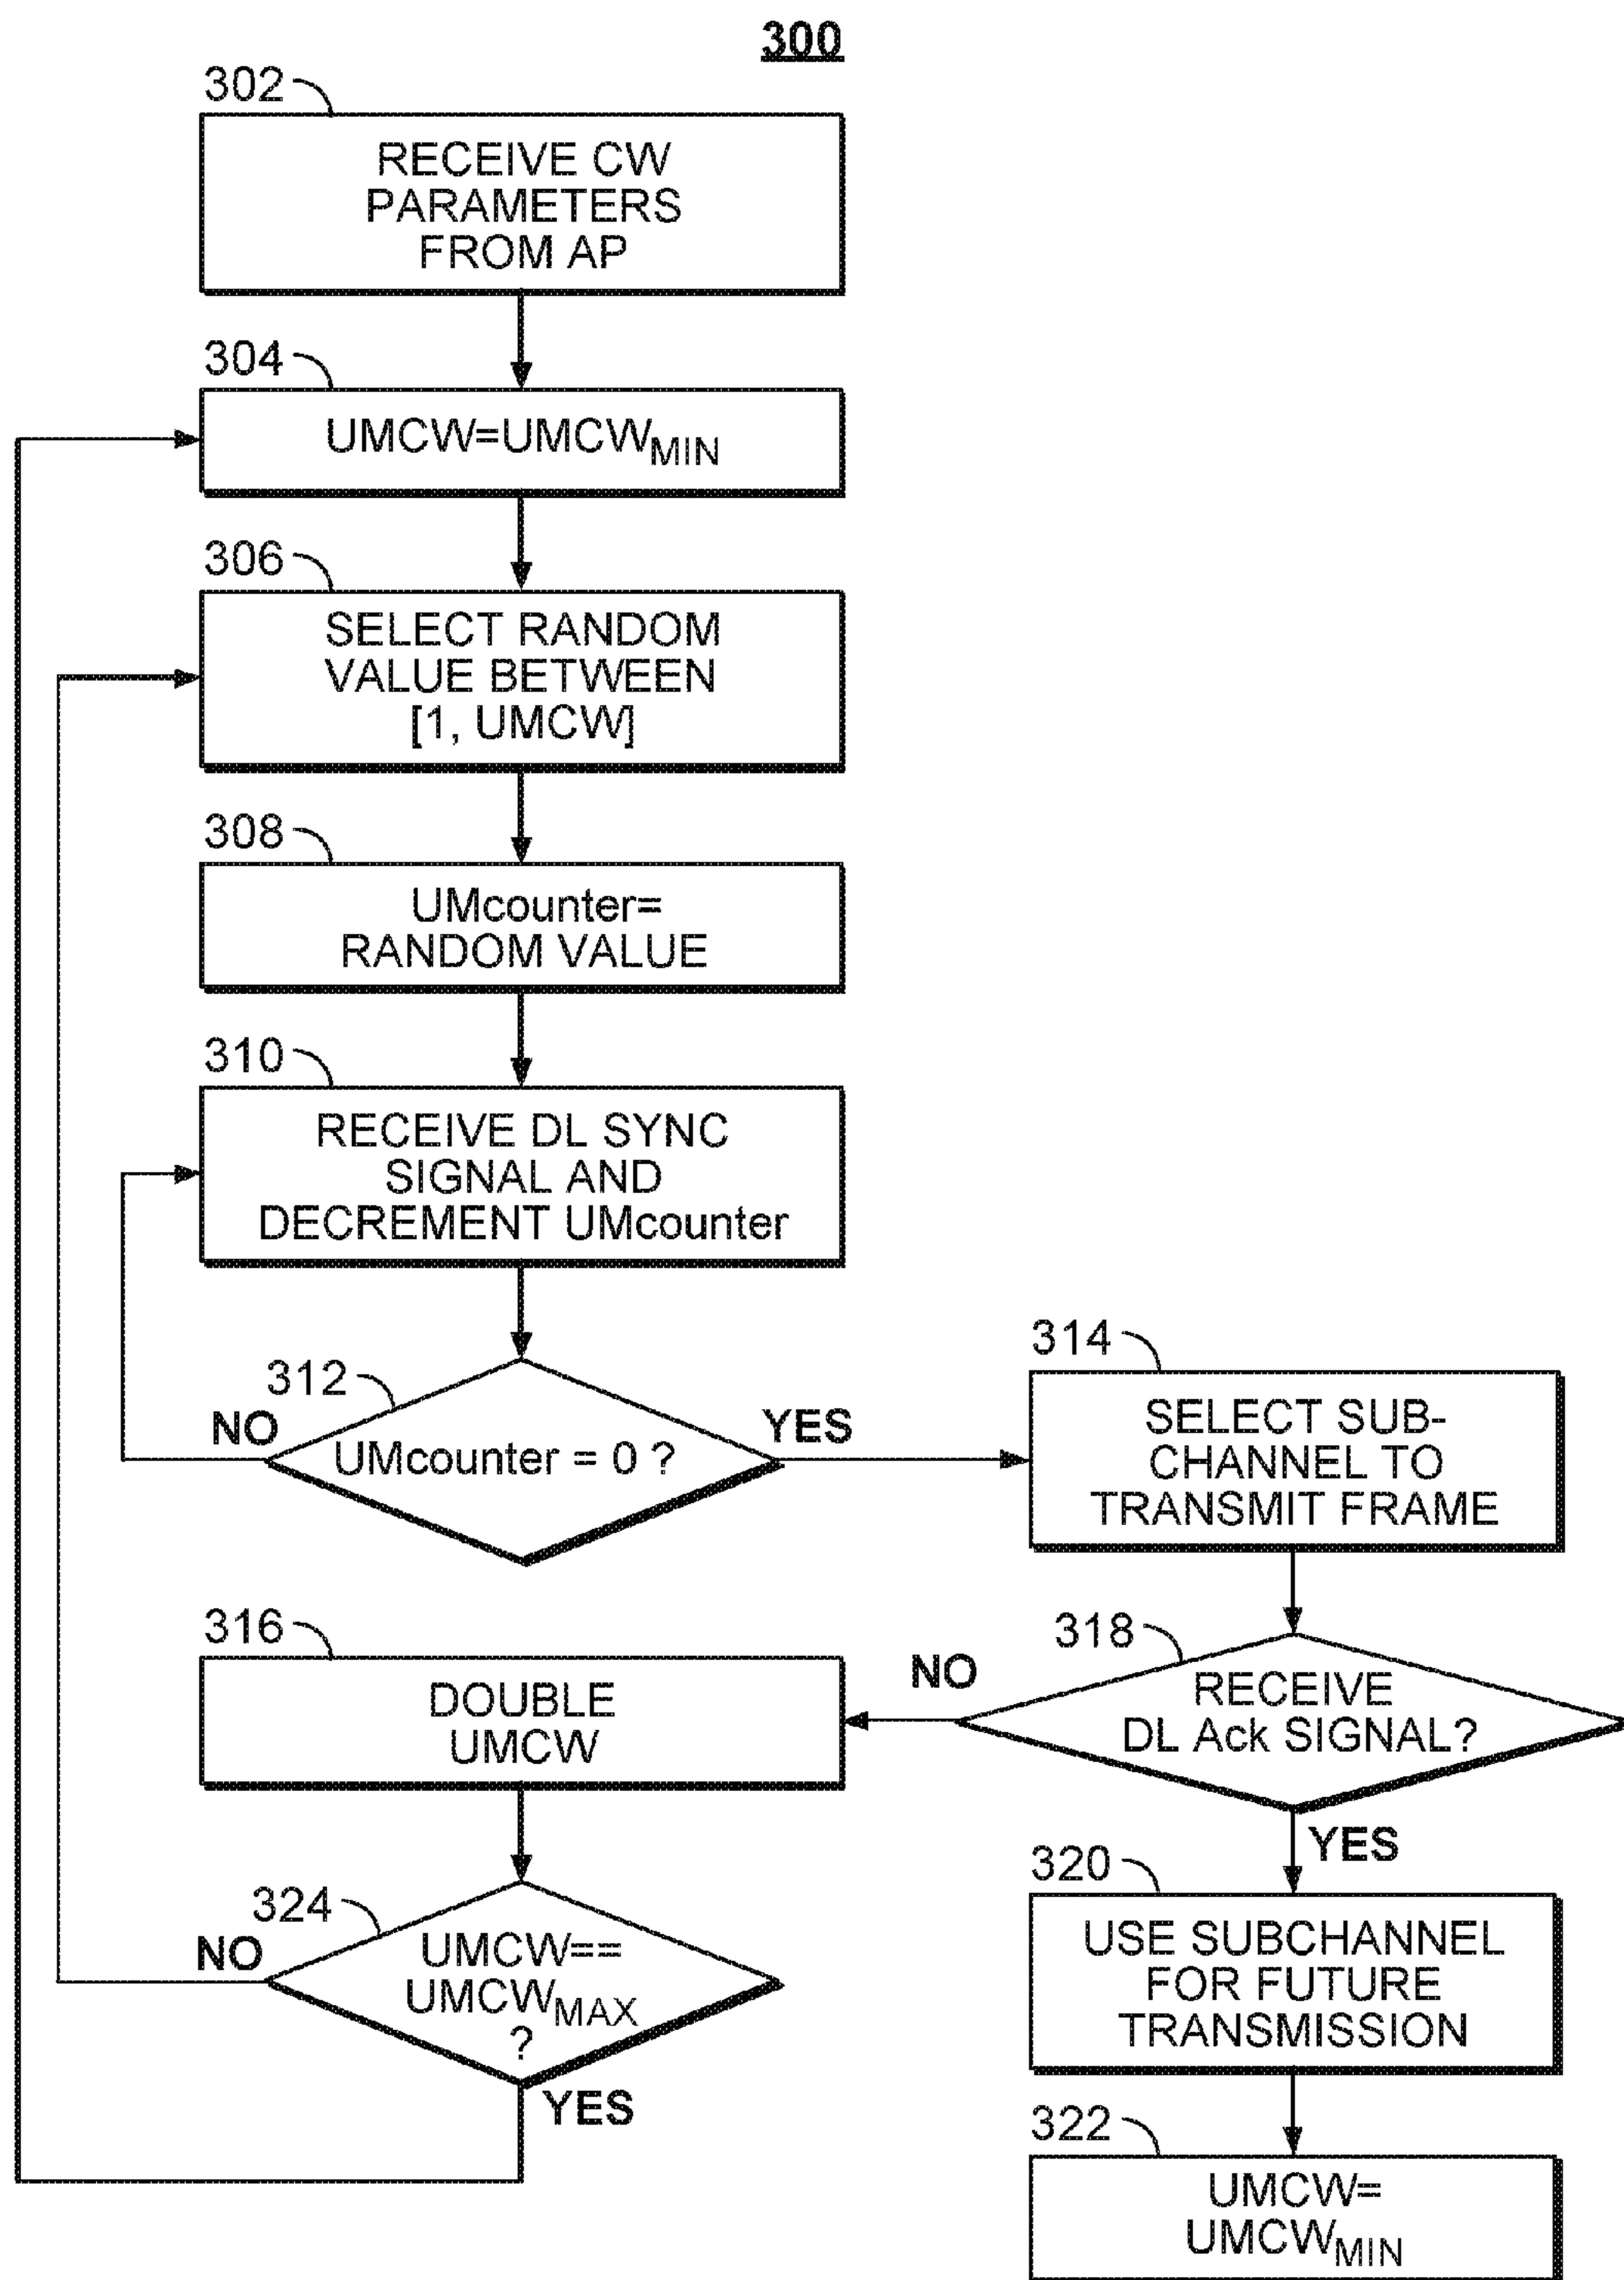 300
302
RECEIVE CW
PARAMETERS
FROM AP
304
UMCW=UMCW_MIN
306
SELECT RANDOM
VALUE BETWEEN
[1, UMCW]
308
UMcounter=
RANDOM VALUE
310
RECEIVE DL SYNC
SIGNAL AND
DECREMENT UMcounter
312
NO
UMcounter = 0 ?
YES
314
SELECT SUB-
CHANNEL TO
TRANSMIT FRAME
316
DOUBLE
UMCW
318
NO
RECEIVE
DL Ack SIGNAL?
YES
324
NO
UMCW==
UMCW_MAX
?
YES
320
USE SUBCHANNEL
FOR FUTURE
TRANSMISSION
322
UMCW=
UMCW_MIN